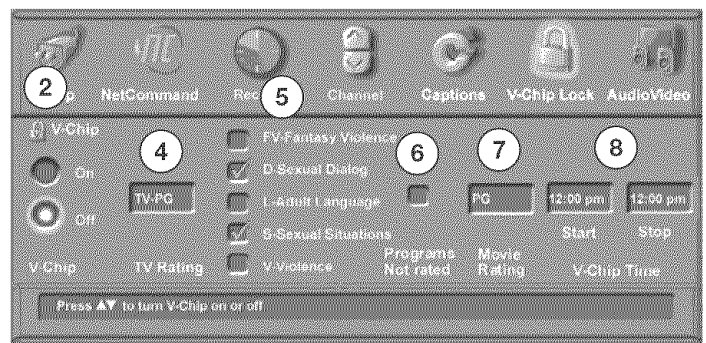 2 p NetCommand Rec 5 Channel Captions V-Chip Lock AudioVideo
V-Chip
On
Off
V-Chip
4
TV-PG
TV Rating
FV-Fantasy Violence
D-Sexual Dialog
L-Adult Language
S-Sexual Situations
V-Violence
6
Programs
Not rated
7
PG
Movie
Rating
8
12:00 pm 12:00 pm
Start Stop
V-Chip Time
Press ▲▼ to turn V-Chip on or off